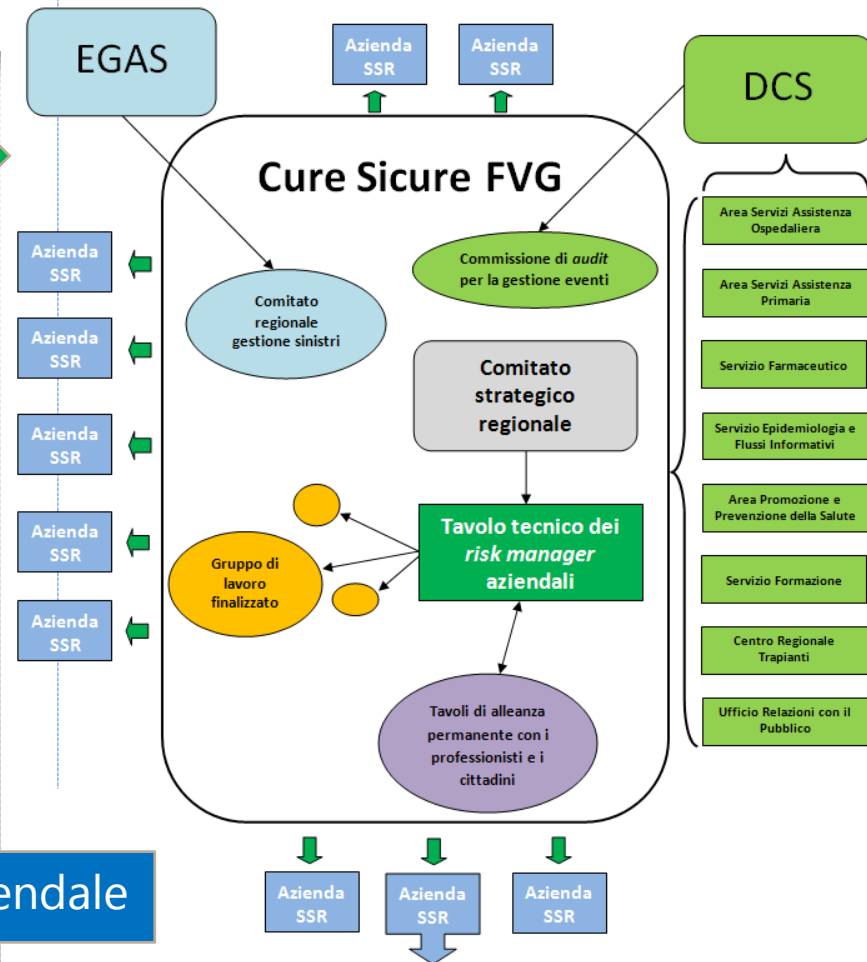 EGAS
Azienda
SSR
Azienda
SSR
DCS
Cure Sicure FVG
Area Servizi Assistenza
Ospedaliera
Azienda
SSR
Commissione di audit
per la gestione eventi
Comitato
regionale
gestione sinistri
Area Servizi Assistenza
Primaria
Azienda
SSR
Comitato
strategico
regionale
Servizio Farmaceutico
Azienda
SSR
Servizio Epidemiologia e
Flussi Informativi
Area Promozione e
Prevenzione della Salute
Azienda
SSR
Tavolo tecnico dei
risk manager
aziendali
Gruppo di
lavoro
finalizzato
Servizio Formazione
Azienda
SSR
Centro Regionale
Trapianti
Tavoli di alleanza
permanente con i
professionisti e i
cittadini
Ufficio Relazioni con il
Pubblico
endale
Azienda
SSR
Azienda
SSR
Azienda
SSR